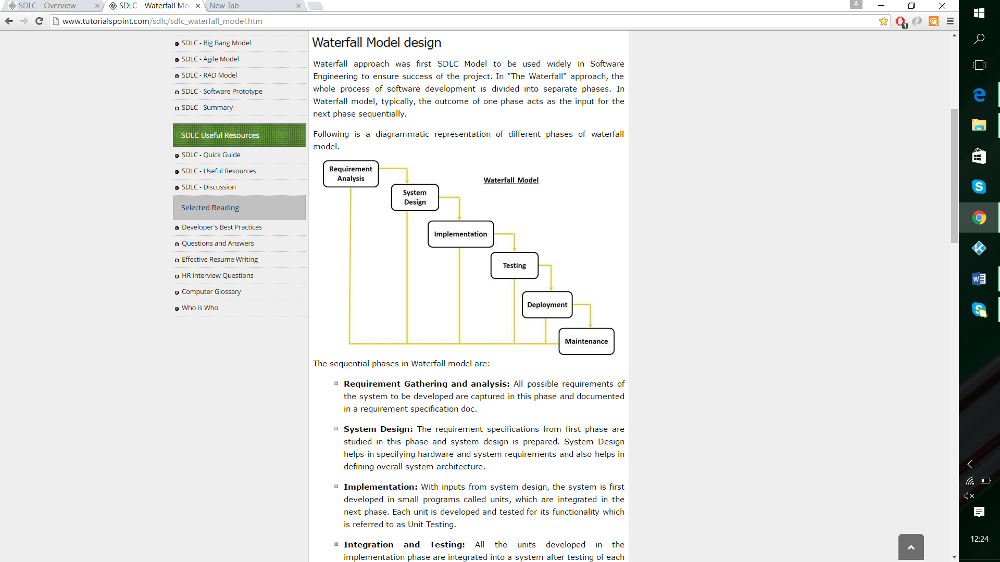 SDLC - Overview
SDLC - Waterfall Mo
New Tab
www.tutorialspoint.com/sdlc/sdlc_waterfall_model.htm
1
SDLC - Big Bang Model
SDLC - Agile Model
SDLC - RAD Model
SDLC - Software Prototype
SDLC - Summary
SDLC Useful Resources
SDLC - Quick Guide
SDLC - Useful Resources
SDLC - Discussion
Selected Reading
Developer's Best Practices
Questions and Answers
Effective Resume Writing
HR Interview Questions
Computer Glossary
Who is Who
Waterfall Model design
Waterfall approach was first SDLC Model to be used widely in Software
Engineering to ensure success of the project. In "The Waterfall" approach, the
whole process of software development is divided into separate phases. In
Waterfall model, typically, the outcome of one phase acts as the input for the
next phase sequentially.
Following is a diagrammatic representation of different phases of waterfall
model.
Requirement
Analysis
Waterfall Model
System
Design
Implementation
Testing
Deployment
Maintenance
The sequential phases in Waterfall model are:
Requirement Gathering and analysis: All possible requirements of
the system to be developed are captured in this phase and documented
in a requirement specification doc.
System Design: The requirement specifications from first phase are
studied in this phase and system design is prepared. System Design
helps in specifying hardware and system requirements and also helps in
defining overall system architecture.
Implementation: With inputs from system design, the system is first
developed in small programs called units, which are integrated in the
next phase. Each unit is developed and tested for its functionality which
is referred to as Unit Testing.
Integration and Testing: All the units developed in the
implementation phase are integrated into a system after testing of each
12:24